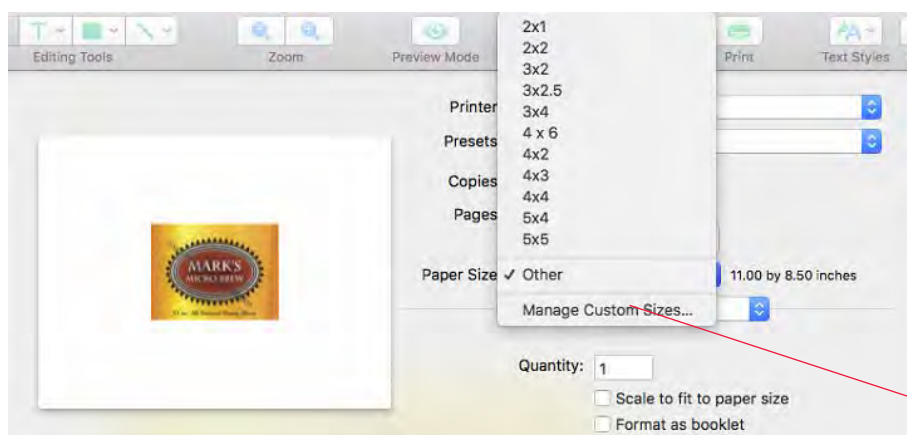 Editing Tools
Zoom
Preview Mode
Print
Text Styles
2x1
2x2
3x2
3x2.5
3x4
4 x 6
4x2
4x3
4x4
5x4
5x5
✓ Other
Manage Custom Sizes...
Printer
Presets
Copies
Pages
Paper Size
11.00 by 8.50 inches
MARK'S
MICRO BREW
Quantity: 1
Scale to fit to paper size
Format as booklet